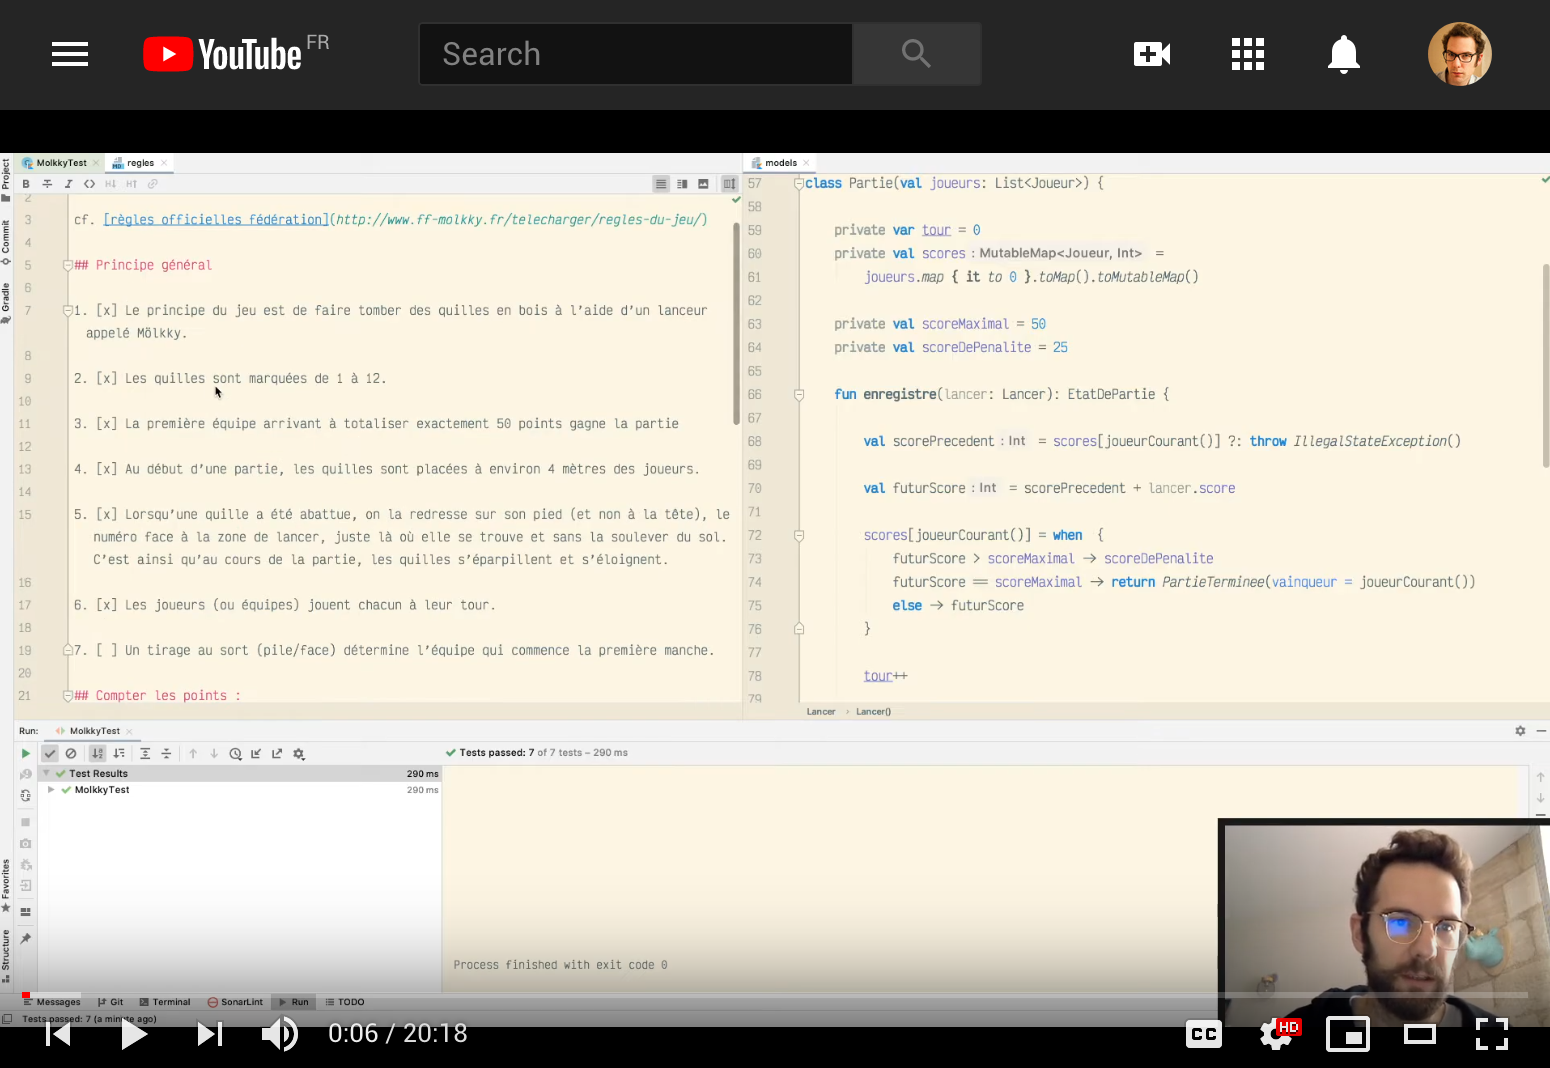 YouTube FR
Search
Project
Commit
Gradle
Favorites
Structure
MolkkyTest
regles
B
I
H↓
H↑
2
3 cf. [règles officielles fédération](http://www.ff-molkky.fr/telecharger/regles-du-jeu/)
4
5 ## Principe général
6
7 1. [x] Le principe du jeu est de faire tomber des quilles en bois à l'aide d'un lanceur
appelé Mölkky.
8
9 2. [x] Les quilles sont marquées de 1 à 12.
10
11 3. [x] La première équipe arrivant à totaliser exactement 50 points gagne la partie
12
13 4. [x] Au début d'une partie, les quilles sont placées à environ 4 mètres des joueurs.
14
15 5. [x] Lorsqu'une quille a été abattue, on la redresse sur son pied (et non à la tête), le
numéro face à la zone de lancer, juste là où elle se trouve et sans la soulever du sol.
C'est ainsi qu'au cours de la partie, les quilles s'éparpillent et s'éloignent.
16
17 6. [x] Les joueurs (ou équipes) jouent chacun à leur tour.
18
19 7. [ ] Un tirage au sort (pile/face) détermine l'équipe qui commence la première manche.
20
21 ## Compter les points :
models
57 class Partie(val joueurs: List<Joueur>) {
58
59 private var tour = 0
60 private val scores : MutableMap<Joueur, Int> =
61 joueurs.map { it to 0 }.toMap().toMutableMap()
62
63 private val scoreMaximal = 50
64 private val scoreDePenalite = 25
65
66 fun enregistre(lancer: Lancer): EtatDePartie {
67
68 val scorePrecedent : Int = scores[joueurCourant()] ?: throw IllegalStateException()
69
70 val futurScore : Int = scorePrecedent + lancer.score
71
72 scores[joueurCourant()] = when {
73 futurScore > scoreMaximal → scoreDePenalite
74 futurScore == scoreMaximal → return PartieTerminee(vainqueur = joueurCourant())
75 else → futurScore
76 }
77
78 tour++
79
Lancer › Lancer()
Run: MolkkyTest
Tests passed: 7 of 7 tests – 290 ms
Test Results 290 ms
MolkkyTest 290 ms
Process finished with exit code 0
Messages Git Terminal SonarLint Run TODO
Tests passed: 7 (a minute ago)
0:06 / 20:18
CC
HD